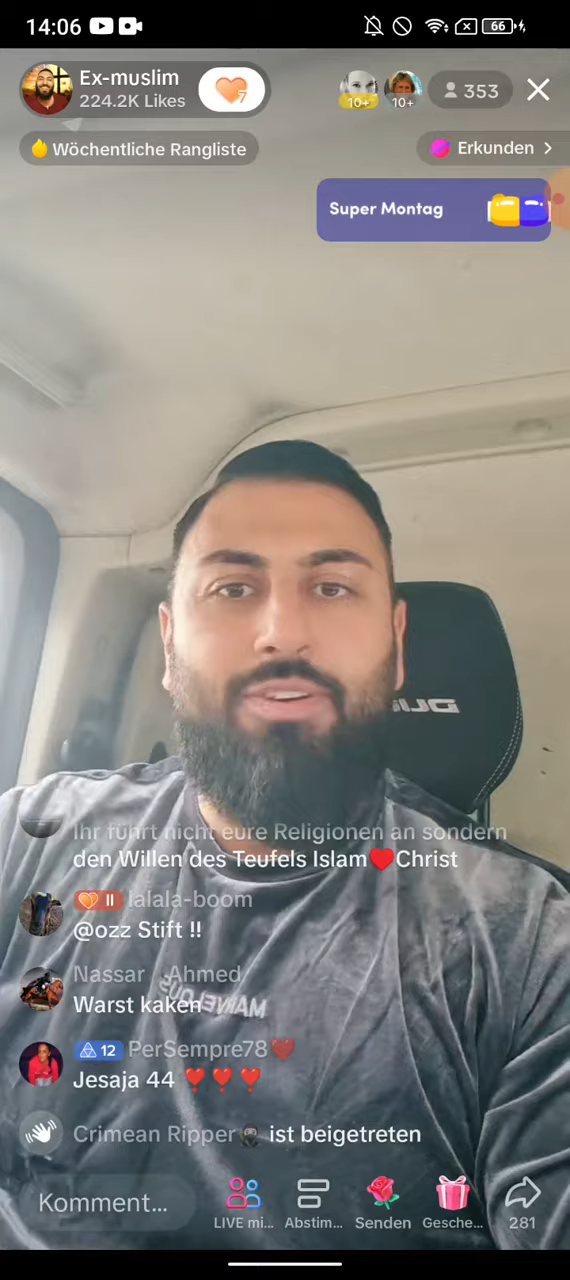 14:06
66
Ex-muslim
224.2K Likes
7
10+
10+
353
Wöchentliche Rangliste
Erkunden
Super Montag
Ihr führt nicht eure Religionen an sondern
den Willen des Teufels Islam❤️Christ
II lalala-boom
@ozz Stift !!
Nassar Ahmed
Warst kaken
12 PerSempre78❤️
Jesaja 44 ❤️❤️❤️
Crimean Ripper ist beigetreten
Komment...
LIVE mi...
Abstim...
Senden
Gesche...
281